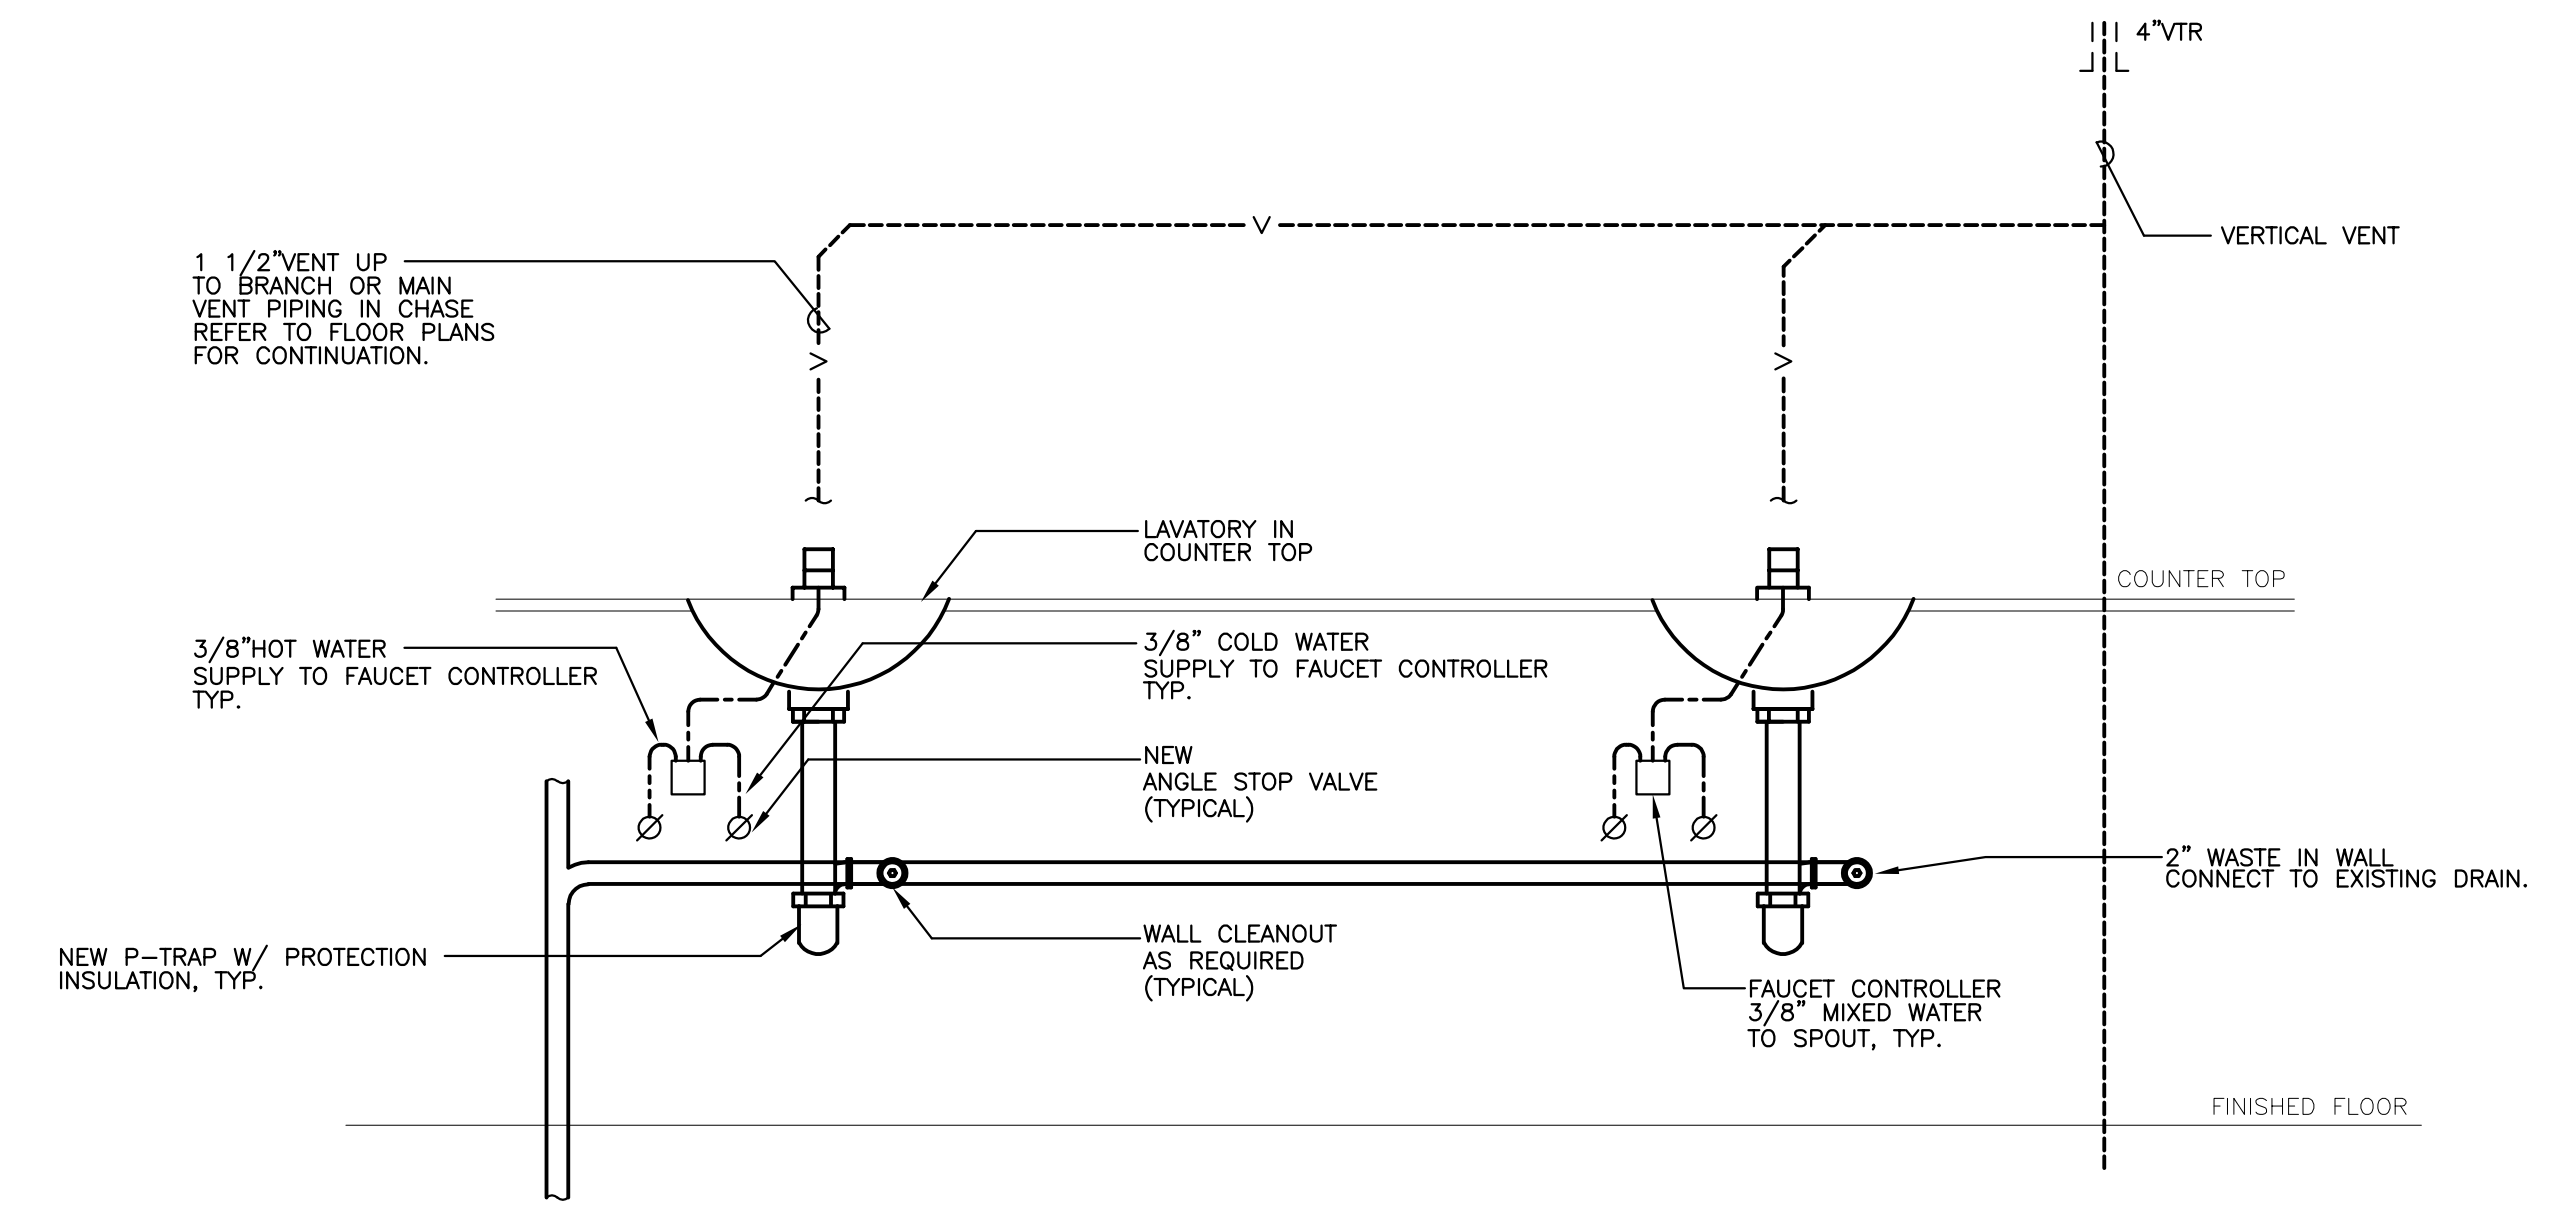 4"VTR
VERTICAL VENT
1 1/2"VENT UP
TO BRANCH OR MAIN
VENT PIPING IN CHASE
REFER TO FLOOR PLANS
FOR CONTINUATION.
V
V
V
LAVATORY IN
COUNTER TOP
COUNTER TOP
3/8"HOT WATER
SUPPLY TO FAUCET CONTROLLER
TYP.
3/8" COLD WATER
SUPPLY TO FAUCET CONTROLLER
TYP.
NEW
ANGLE STOP VALVE
(TYPICAL)
2" WASTE IN WALL
CONNECT TO EXISTING DRAIN.
WALL CLEANOUT
AS REQUIRED
(TYPICAL)
NEW P-TRAP W/ PROTECTION
INSULATION, TYP.
FAUCET CONTROLLER
3/8" MIXED WATER
TO SPOUT, TYP.
FINISHED FLOOR